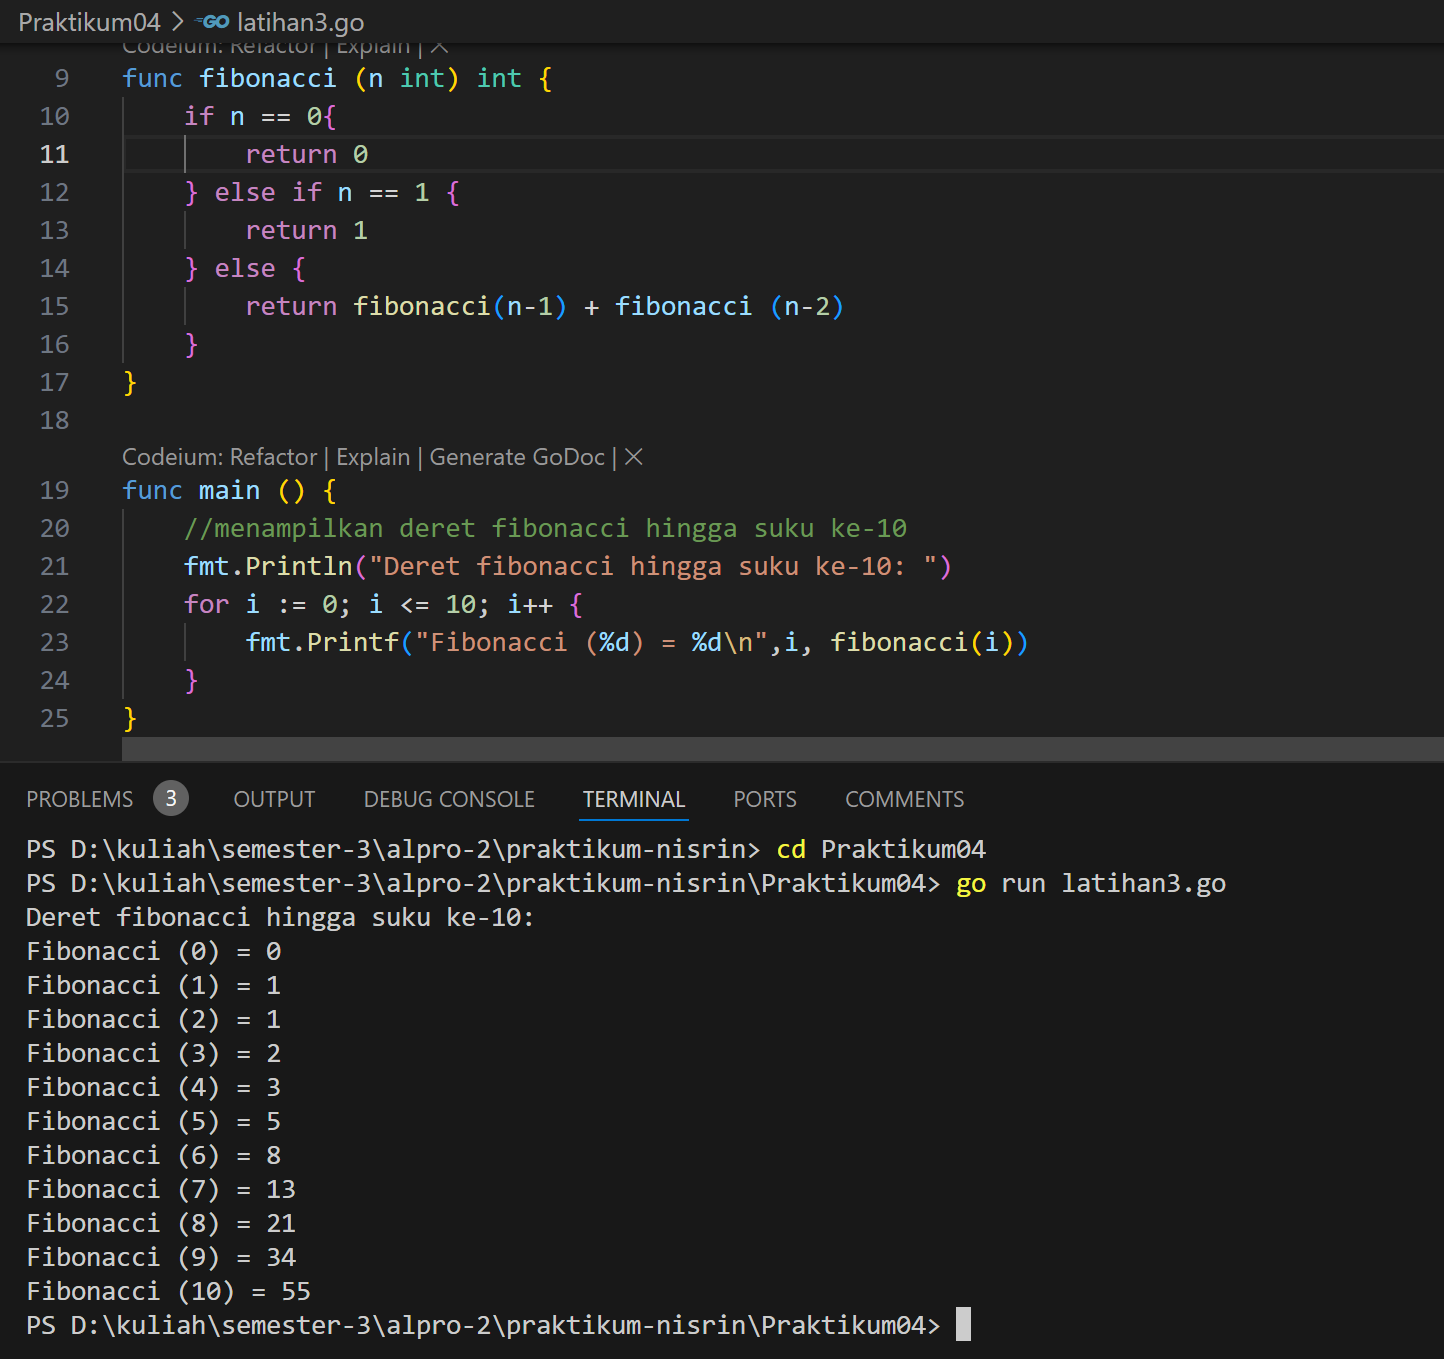 Praktikum04 > GO latihan3.go
Codeium: Refactor | Explain | ×
9 func fibonacci (n int) int {
10 if n == 0{
11 return 0
12 } else if n == 1 {
13 return 1
14 } else {
15 return fibonacci(n-1) + fibonacci (n-2)
16 }
17 }
18
Codeium: Refactor | Explain | Generate GoDoc | ×
19 func main () {
20 //menampilkan deret fibonacci hingga suku ke-10
21 fmt.Println("Deret fibonacci hingga suku ke-10: ")
22 for i := 0; i <= 10; i++ {
23 fmt.Printf("Fibonacci (%d) = %d\n",i, fibonacci(i))
24 }
25 }
PROBLEMS 3 OUTPUT DEBUG CONSOLE TERMINAL PORTS COMMENTS
PS D:\kuliah\semester-3\alpro-2\praktikum-nisrin> cd Praktikum04
PS D:\kuliah\semester-3\alpro-2\praktikum-nisrin\Praktikum04> go run latihan3.go
Deret fibonacci hingga suku ke-10:
Fibonacci (0) = 0
Fibonacci (1) = 1
Fibonacci (2) = 1
Fibonacci (3) = 2
Fibonacci (4) = 3
Fibonacci (5) = 5
Fibonacci (6) = 8
Fibonacci (7) = 13
Fibonacci (8) = 21
Fibonacci (9) = 34
Fibonacci (10) = 55
PS D:\kuliah\semester-3\alpro-2\praktikum-nisrin\Praktikum04>